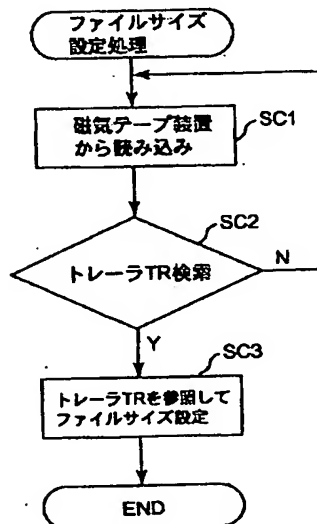 ファイルサイズ
設定処理
磁気テープ装置
から読み込み
SC1
SC2
トレーラTR検索
N
Y
SC3
トレーラTRを参照して
ファイルサイズ設定
END